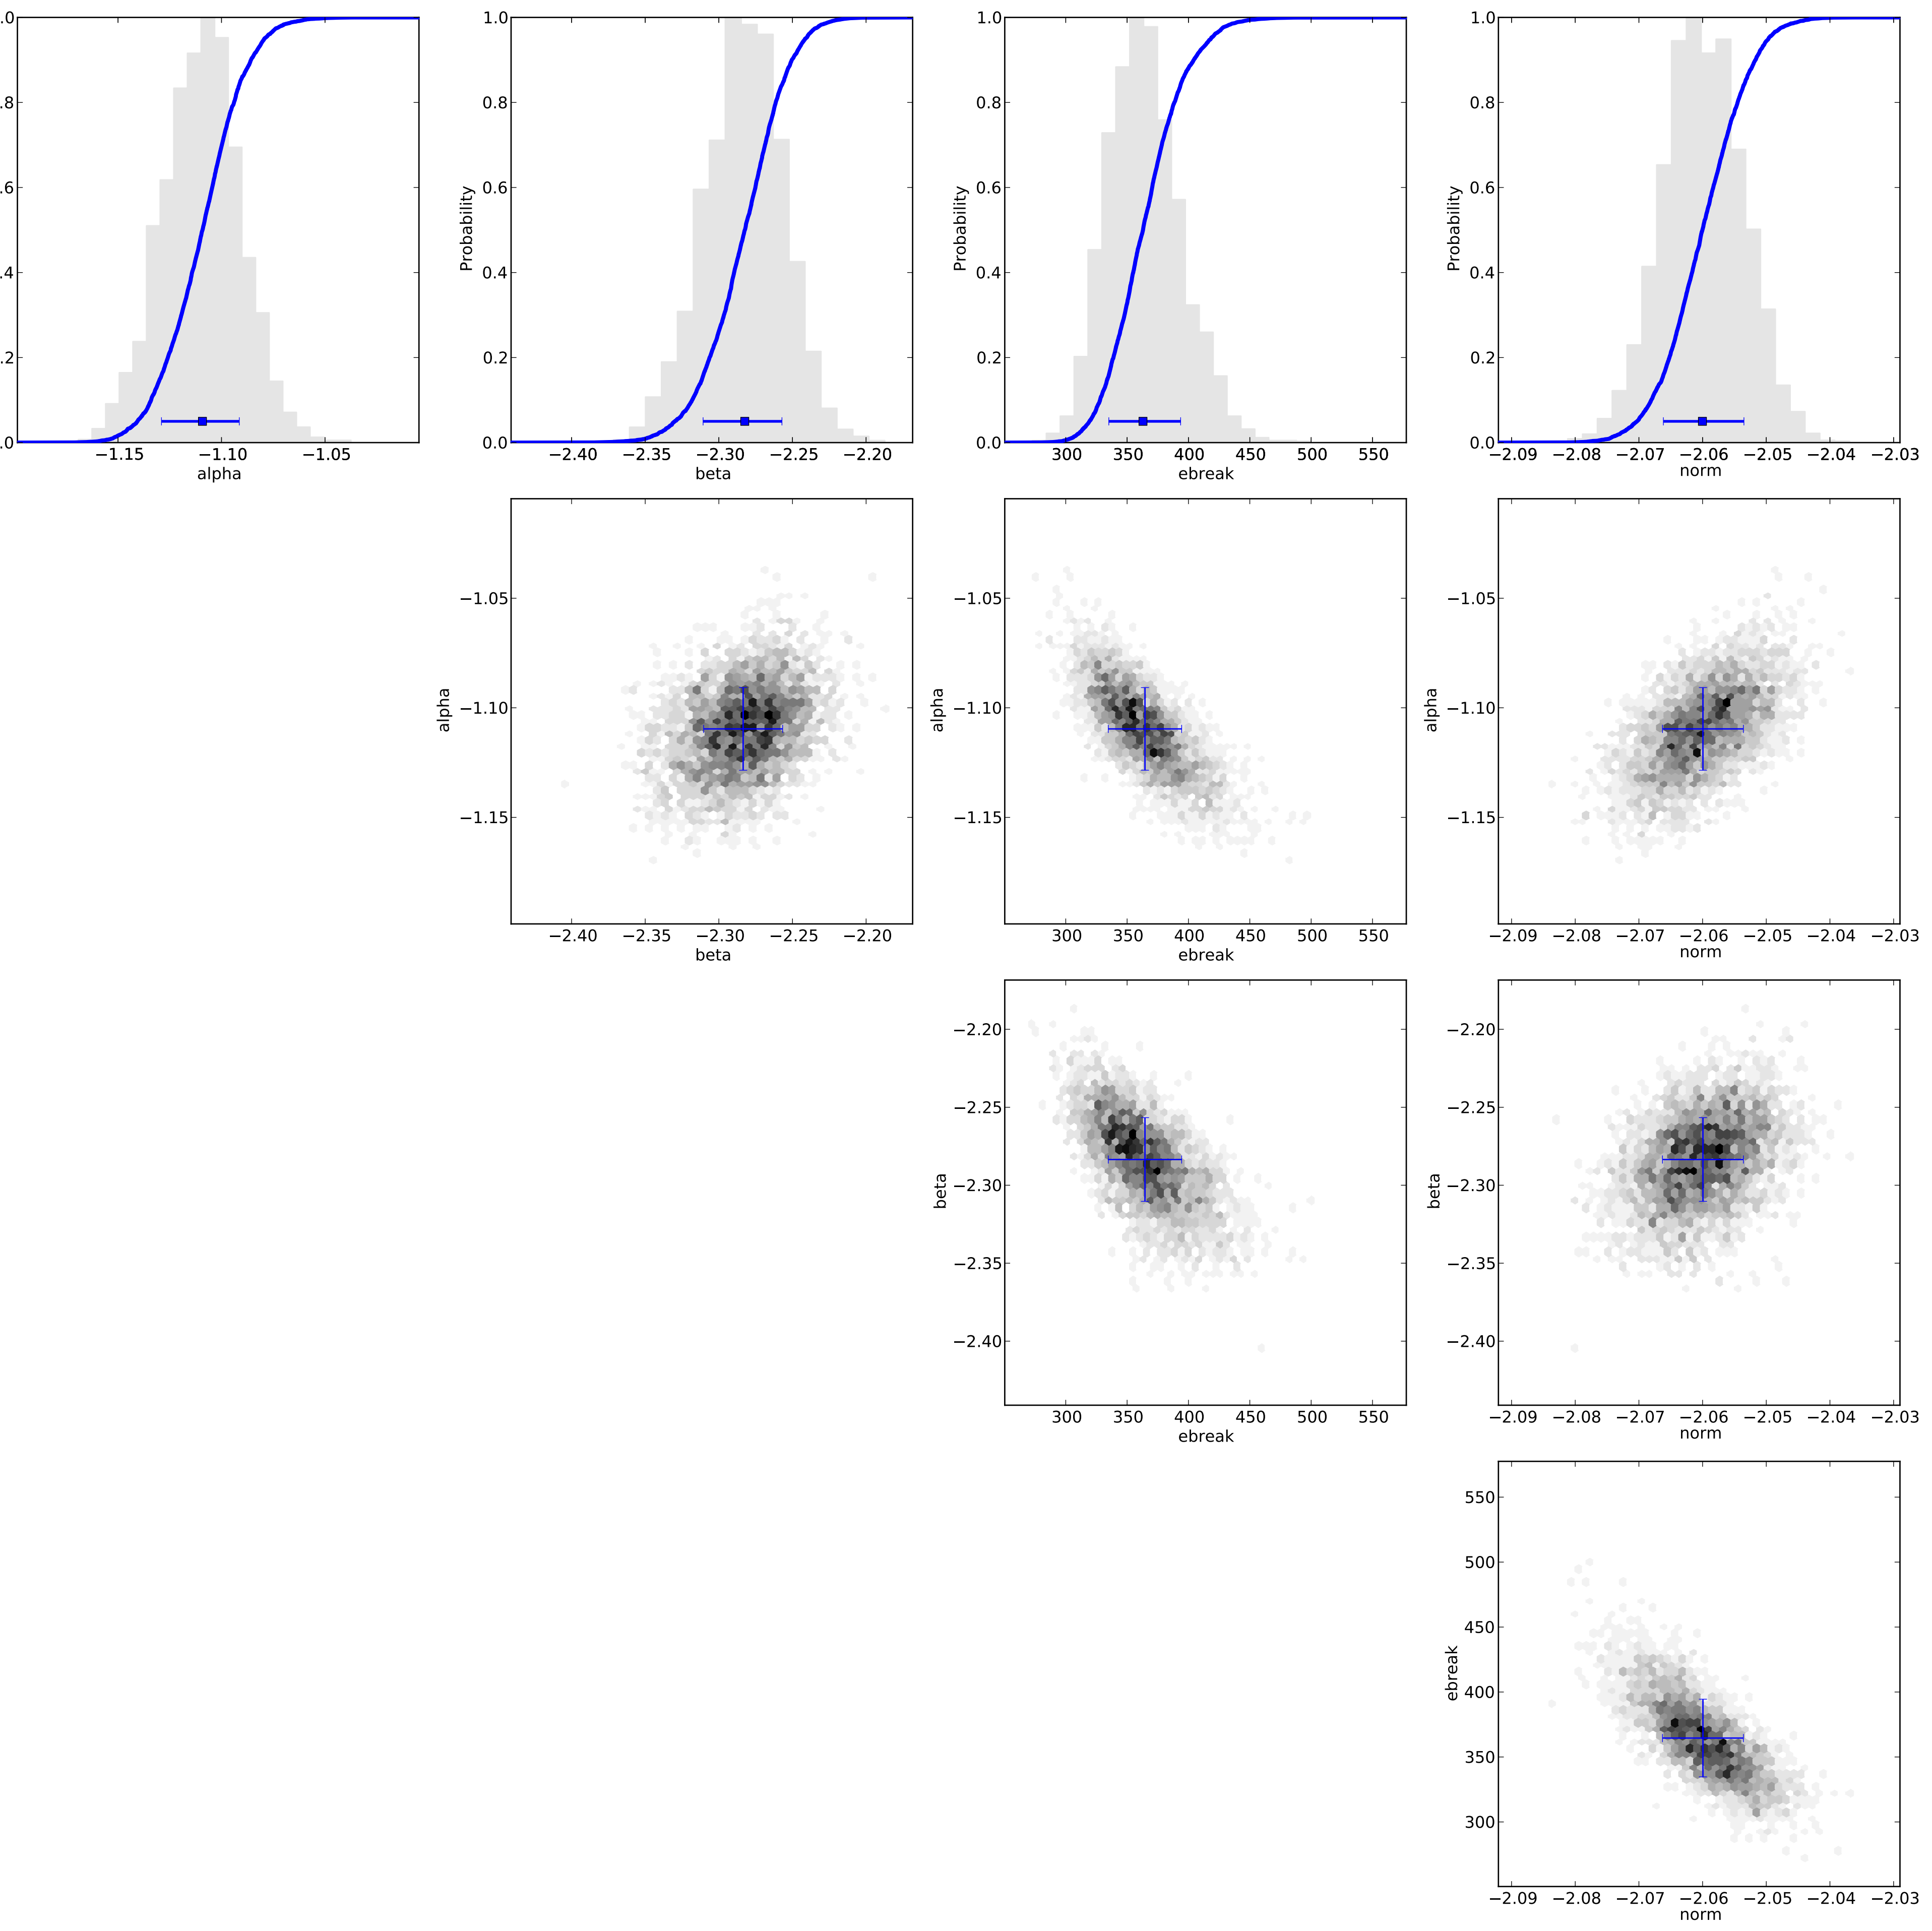 .0 1.0 1.0 1.0
.8 0.8 0.8 0.8
.6 0.6 0.6 0.6
Probability Probability Probability
.4 0.4 0.4 0.4
.2 0.2 0.2 0.2
.0 0.0 0.0 0.0
−1.15 −1.10 −1.05 −2.40 −2.35 −2.30 −2.25 −2.20 300 350 400 450 500 550 −2.09 −2.08 −2.07 −2.06 −2.05 −2.04 −2.03
alpha beta ebreak norm
−1.05 −1.05 −1.05
alpha alpha alpha
−1.10 −1.10 −1.10
−1.15 −1.15 −1.15
−2.40 −2.35 −2.30 −2.25 −2.20 300 350 400 450 500 550 −2.09 −2.08 −2.07 −2.06 −2.05 −2.04 −2.03
beta ebreak norm
−2.20 −2.20
−2.25 −2.25
beta beta
−2.30 −2.30
−2.35 −2.35
−2.40 −2.40
300 350 400 450 500 550 −2.09 −2.08 −2.07 −2.06 −2.05 −2.04 −2.03
ebreak norm
550
500
450
ebreak
400
350
300
−2.09 −2.08 −2.07 −2.06 −2.05 −2.04 −2.03
norm